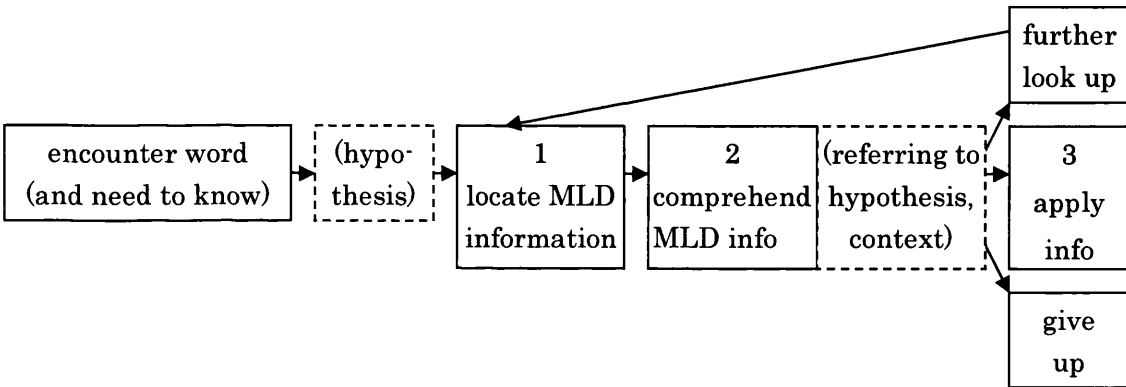 encounter word
(and need to know)
(hypo-
thesis)
1
locate MLD
information
2
comprehend
MLD info
(referring to
hypothesis,
context)
further
look up
3
apply
info
give
up